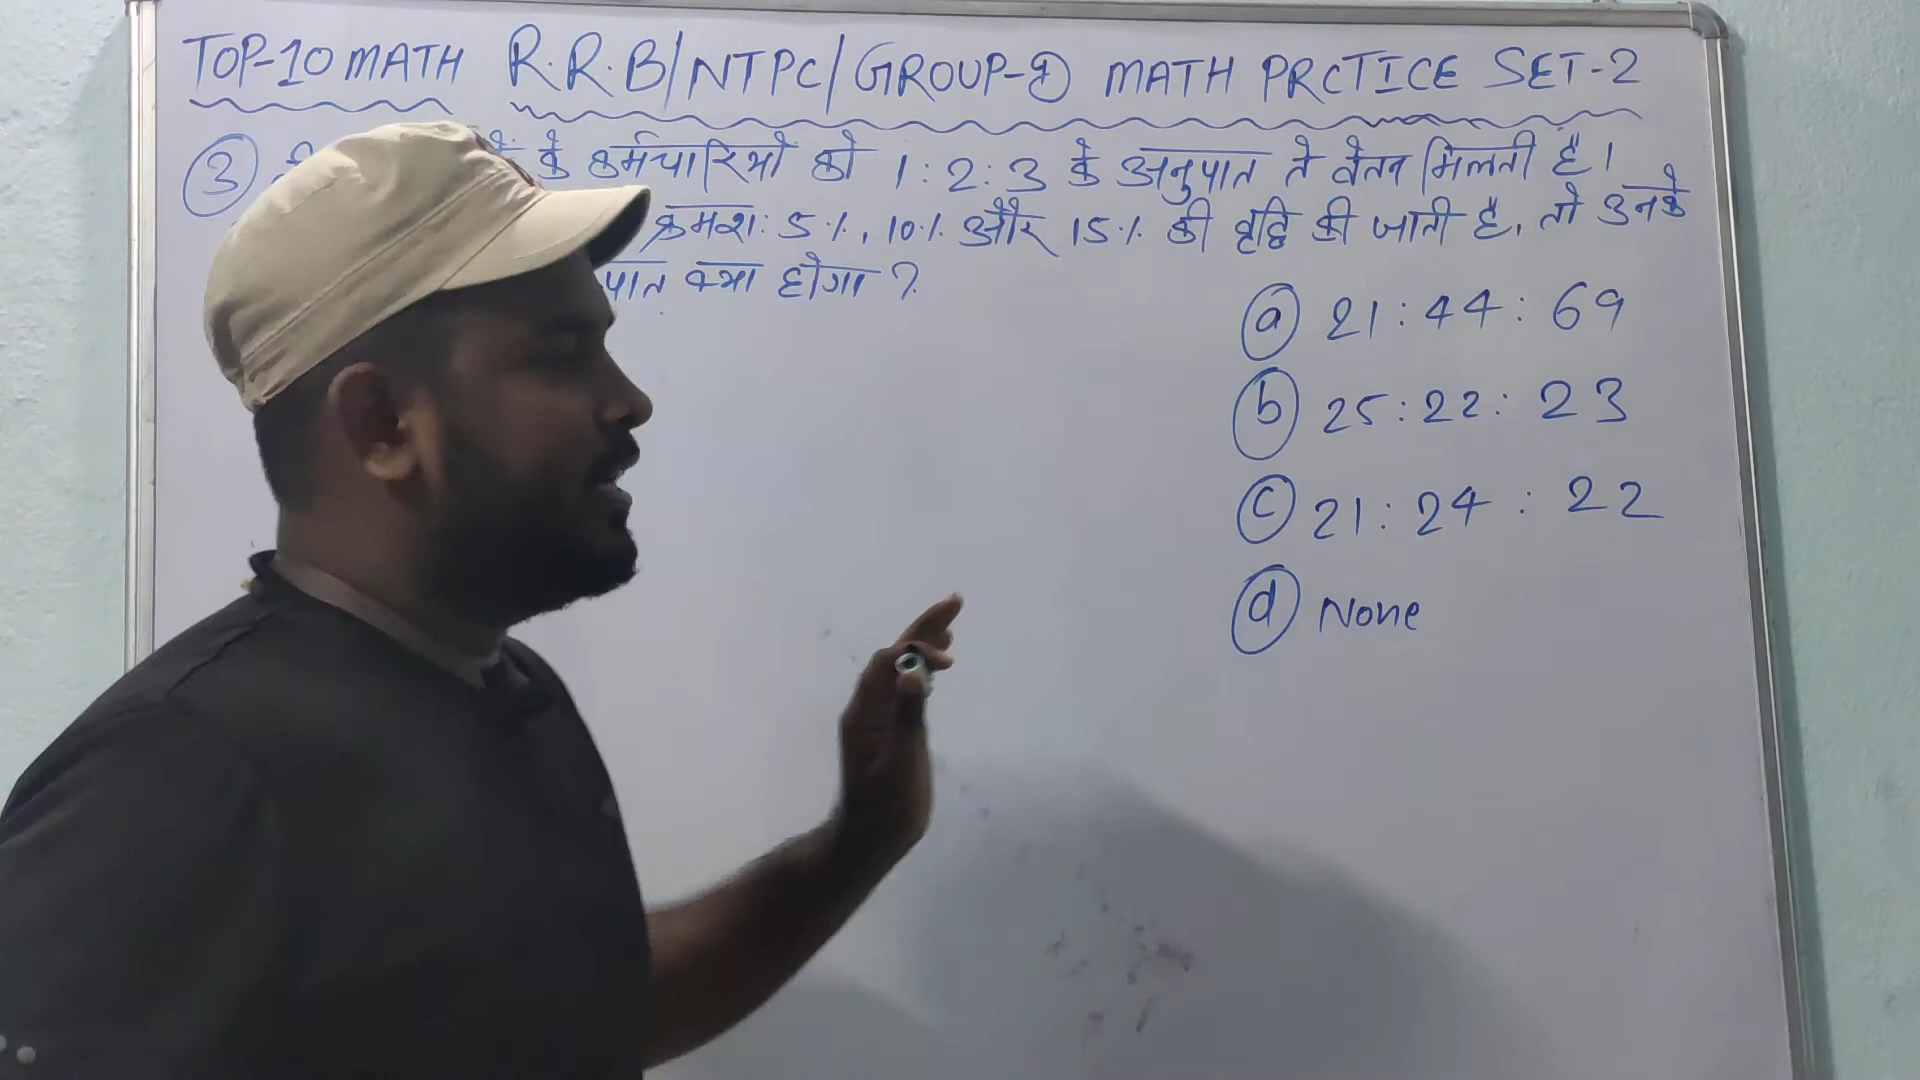 TOP-10 MATH R.R.B/NTPC/GROUP-D MATH PRCTICE SET-2
③ के कर्मचारियो को 1:2:3 के अनुपात ते वेतन मिलती है।
क्रमश: 5%, 10% और 15% की वृद्वि की जाती है, तो उनके
पात क्या होगा ?
ⓐ 21:44:69
ⓑ 25:22:23
ⓒ 21:24:22
ⓓ None